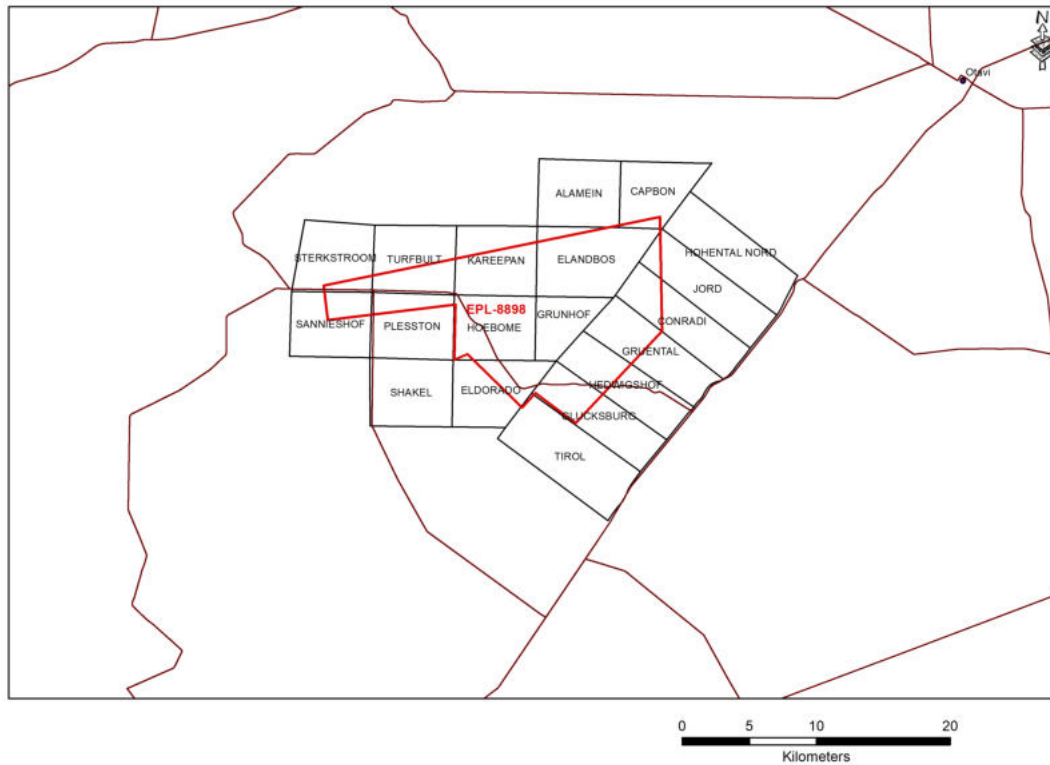 N
Otavi
ALAMEIN
CAPBON
HOHENTAL NORD
STERKSTROOM
TURFBULT
KAREEPAN
ELANDBOS
JORD
EPL-8898
SANNIESHOF
PLESSTON
HOEBOME
GRUNHOF
CONRADI
GRUENTAL
SHAKEL
ELDORADO
HEDWIGSHOF
GLUCKSBURG
TIROL
0 5 10 20
Kilometers